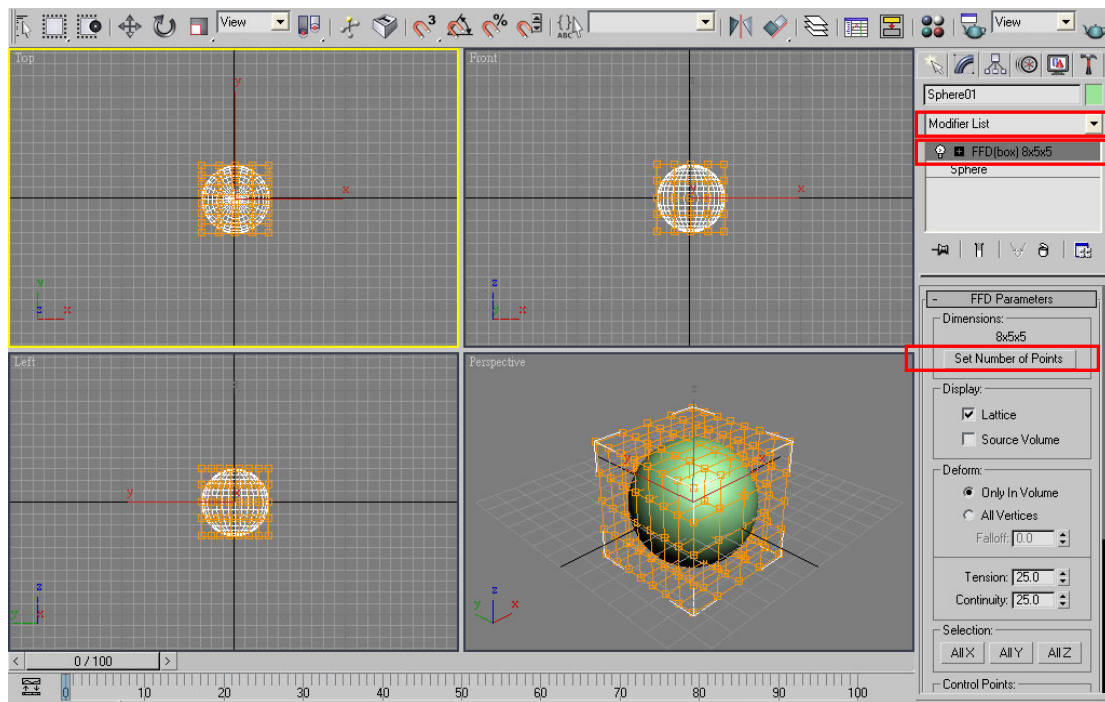 View
3
%
ABC
View
Top
y
x
y
z
x
Front
z
y
x
z
y
x
Left
z
y
x
z
y
x
Perspective
z
y
x
z
y
x
Sphere01
Modifier List
FFD(box) 8x5x5
Sphere
FFD Parameters
Dimensions:
8x5x5
Set Number of Points
Display:
Lattice
Source Volume
Deform:
Only In Volume
All Vertices
Falloff: 0.0
Tension: 25.0
Continuity: 25.0
Selection:
All X All Y All Z
Control Points:
< 0 / 100 >
0 10 20 30 40 50 60 70 80 90 100